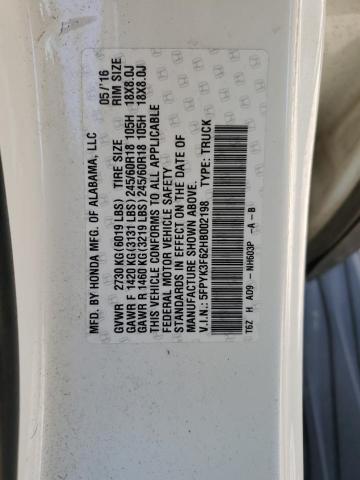 MFD. BY HONDA MFG. OF ALABAMA, LLC 05/16
GVWR 2730 KG(6019 LBS) TIRE SIZE RIM SIZE
GAWR F 1420 KG(3131 LBS) 245/60R18 105H 18X8.0J
GAWR R 1460 KG(3219 LBS) 245/60R18 105H 18X8.0J
THIS VEHICLE CONFORMS TO ALL APPLICABLE
FEDERAL MOTOR VEHICLE SAFETY
STANDARDS IN EFFECT ON THE DATE OF
MANUFACTURE SHOWN ABOVE.
V.I.N.: 5FPYK3F62HB002198 TYPE: TRUCK
T6Z H A09 - NH603P -A - B